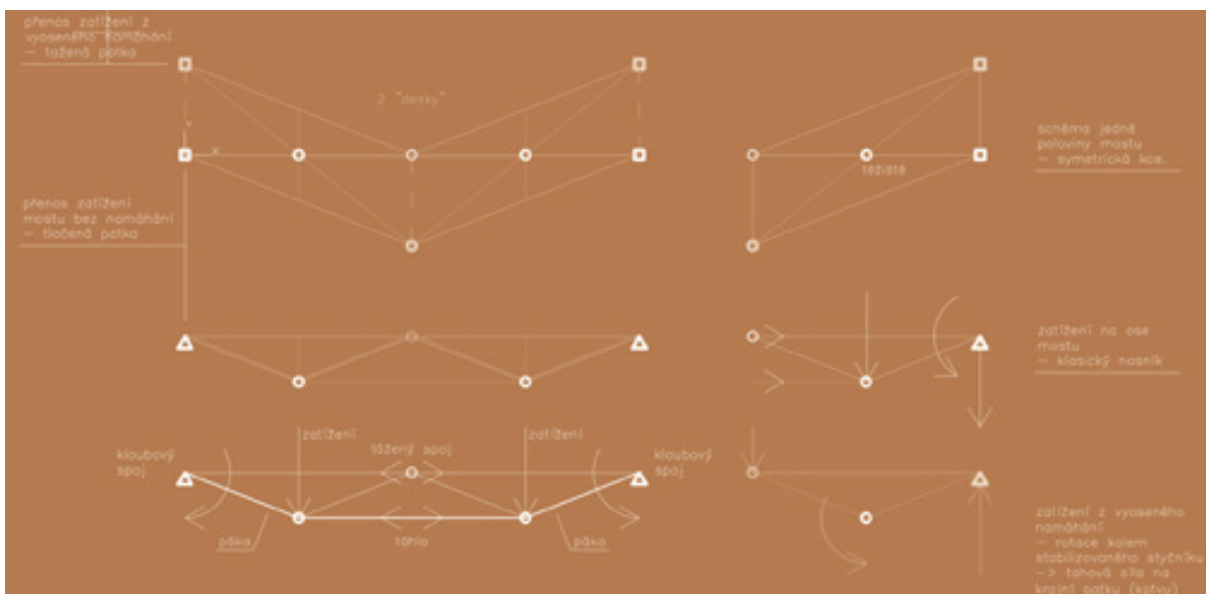 přenos zatížení z
vyoseného namáhání
– tažená patka
2 "desky"
Y
X
schéma jedné
poloviny mostu
– symetrická kce.
težiště
přenos zatížení
mostu bez namáhání
– tlačená patka
zatížení na ose
mostu
– klasický nosník
zatížení
zatížení
kloubový
spoj
tažený spoj
kloubový
spoj
páka
táhlo
páka
zatížení z vyoseného
namáhání
– rotace kolem
stabilizovaného styčníku
–> tahová síla na
krajní patku (kotvu)